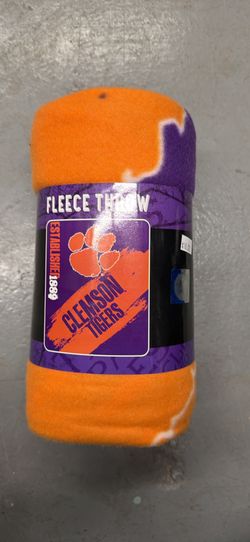 FLEECE THROW
ESTABLISHED
1889
CLEMSON
TIGERS